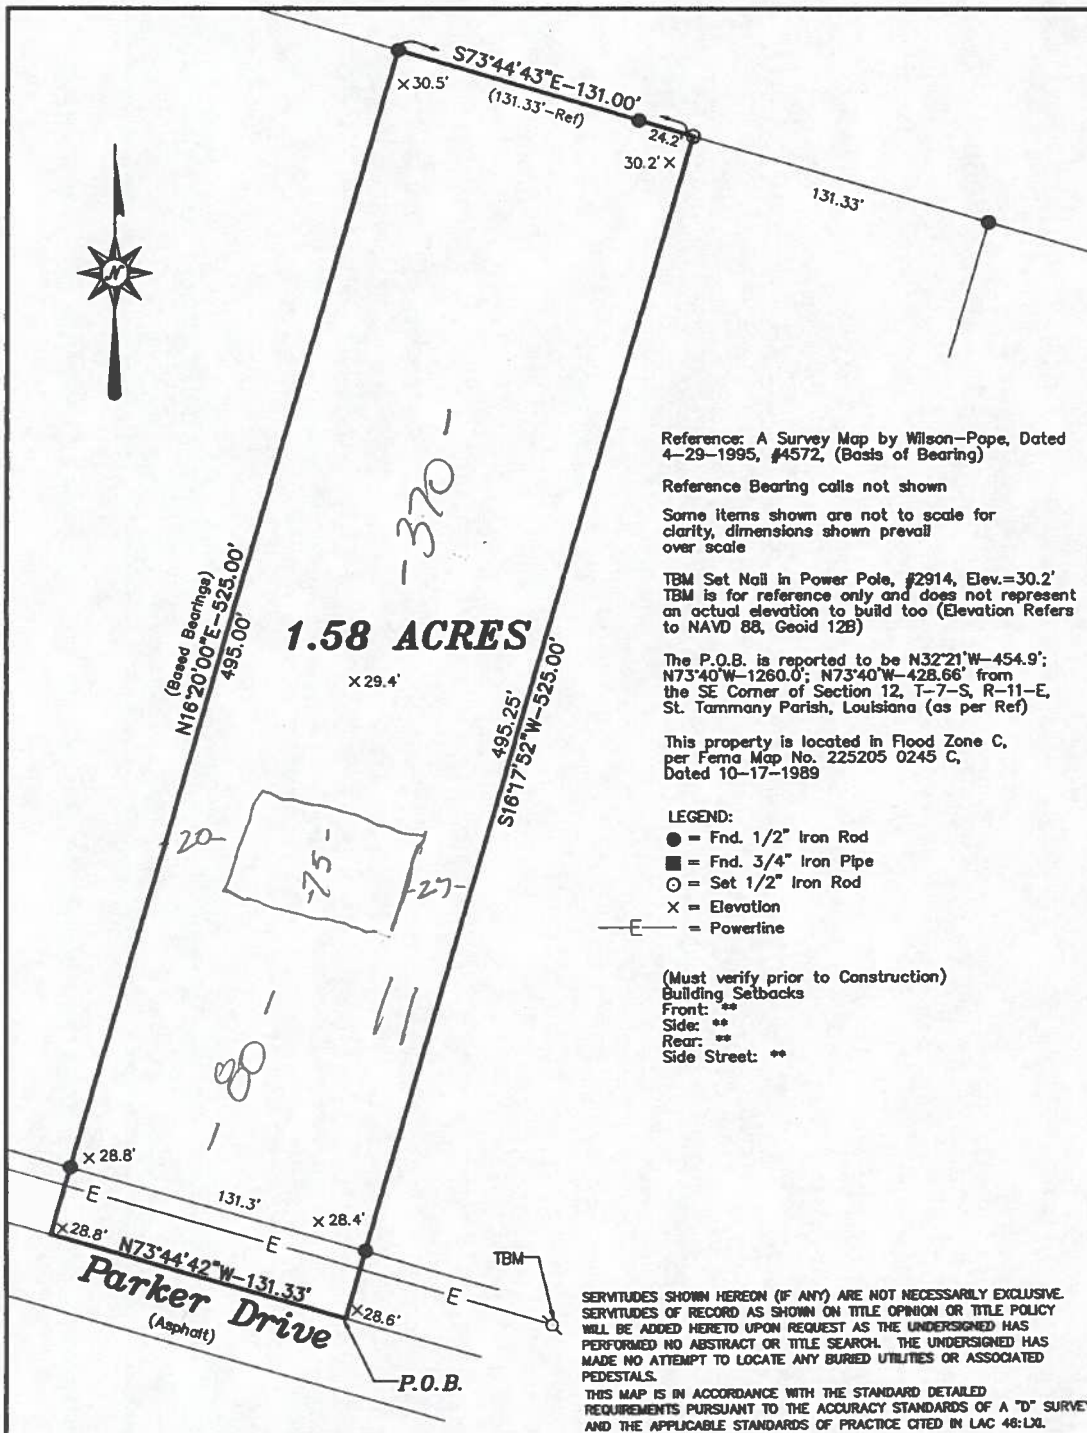 S73°44'43"E-131.00'
(131.33'-Ref)
×30.5'
24.2'
30.2'×
131.33'
N
-370-
(Based Bearings)
N16°20'00"E-525.00'
495.00'
1.58 ACRES
×29.4'
495.25'
S16°17'52"W-525.00'
20-
-75-
-27-
-80-
×28.8'
131.3'
×28.4'
E
E
E
×28.8'
N73°44'42"W-131.33'
×28.6'
Parker Drive
(Asphalt)
P.O.B.
TBM
Reference: A Survey Map by Wilson-Pope, Dated
4-29-1995, #4572, (Basis of Bearing)
Reference Bearing calls not shown
Some items shown are not to scale for
clarity, dimensions shown prevail
over scale
TBM Set Nail in Power Pole, #2914, Elev.=30.2'
TBM is for reference only and does not represent
an actual elevation to build too (Elevation Refers
to NAVD 88, Geoid 12B)
The P.O.B. is reported to be N32°21'W-454.9';
N73°40'W-1260.0'; N73°40'W-428.66' from
the SE Corner of Section 12, T-7-S, R-11-E,
St. Tammany Parish, Louisiana (as per Ref)
This property is located in Flood Zone C,
per Fema Map No. 225205 0245 C,
Dated 10-17-1989
LEGEND:
= Fnd. 1/2" Iron Rod
= Fnd. 3/4" Iron Pipe
= Set 1/2" Iron Rod
× = Elevation
E = Powerline
(Must verify prior to Construction)
Building Setbacks
Front: **
Side: **
Rear: **
Side Street: **
SERVITUDES SHOWN HEREON (IF ANY) ARE NOT NECESSARILY EXCLUSIVE.
SERVITUDES OF RECORD AS SHOWN ON TITLE OPINION OR TITLE POLICY
WILL BE ADDED HERETO UPON REQUEST AS THE UNDERSIGNED HAS
PERFORMED NO ABSTRACT OR TITLE SEARCH. THE UNDERSIGNED HAS
MADE NO ATTEMPT TO LOCATE ANY BURIED UTILITIES OR ASSOCIATED
PEDESTALS.
THIS MAP IS IN ACCORDANCE WITH THE STANDARD DETAILED
REQUIREMENTS PURSUANT TO THE ACCURACY STANDARDS OF A "D" SURVEY
AND THE APPLICABLE STANDARDS OF PRACTICE CITED IN LAC 46:LXI.